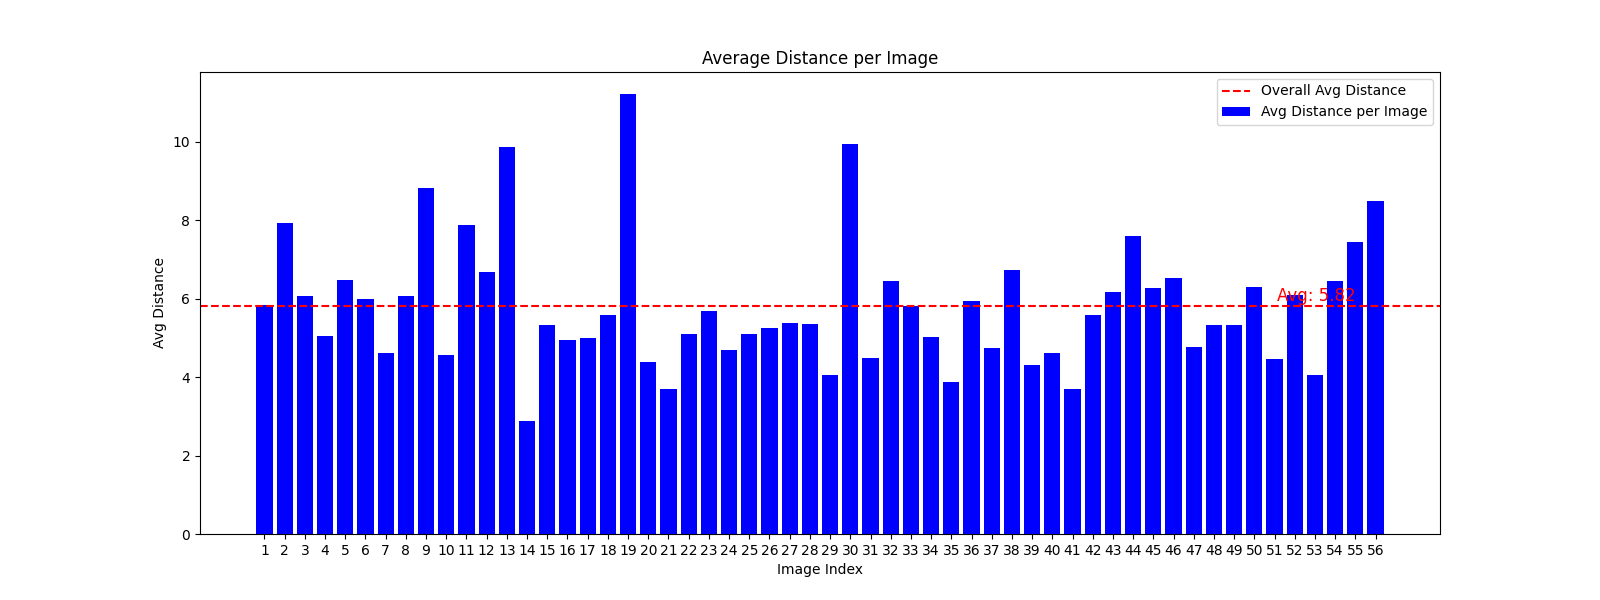 Average Distance per Image
Overall Avg Distance
Avg Distance per Image
Avg Distance
10
8
6
4
2
0
Avg: 5.82
1 2 3 4 5 6 7 8 9 10 11 12 13 14 15 16 17 18 19 20 21 22 23 24 25 26 27 28 29 30 31 32 33 34 35 36 37 38 39 40 41 42 43 44 45 46 47 48 49 50 51 52 53 54 55 56
Image Index